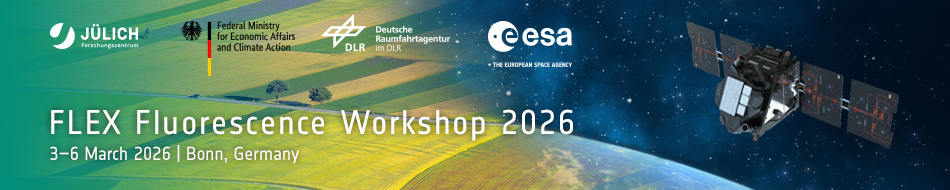 JÜLICH
Forschungszentrum
Federal Ministry
for Economic Affairs
and Climate Action
DLR
Deutsche
Raumfahrtagentur
im DLR
esa
→ THE EUROPEAN SPACE AGENCY
FLEX Fluorescence Workshop 2026
3–6 March 2026 | Bonn, Germany